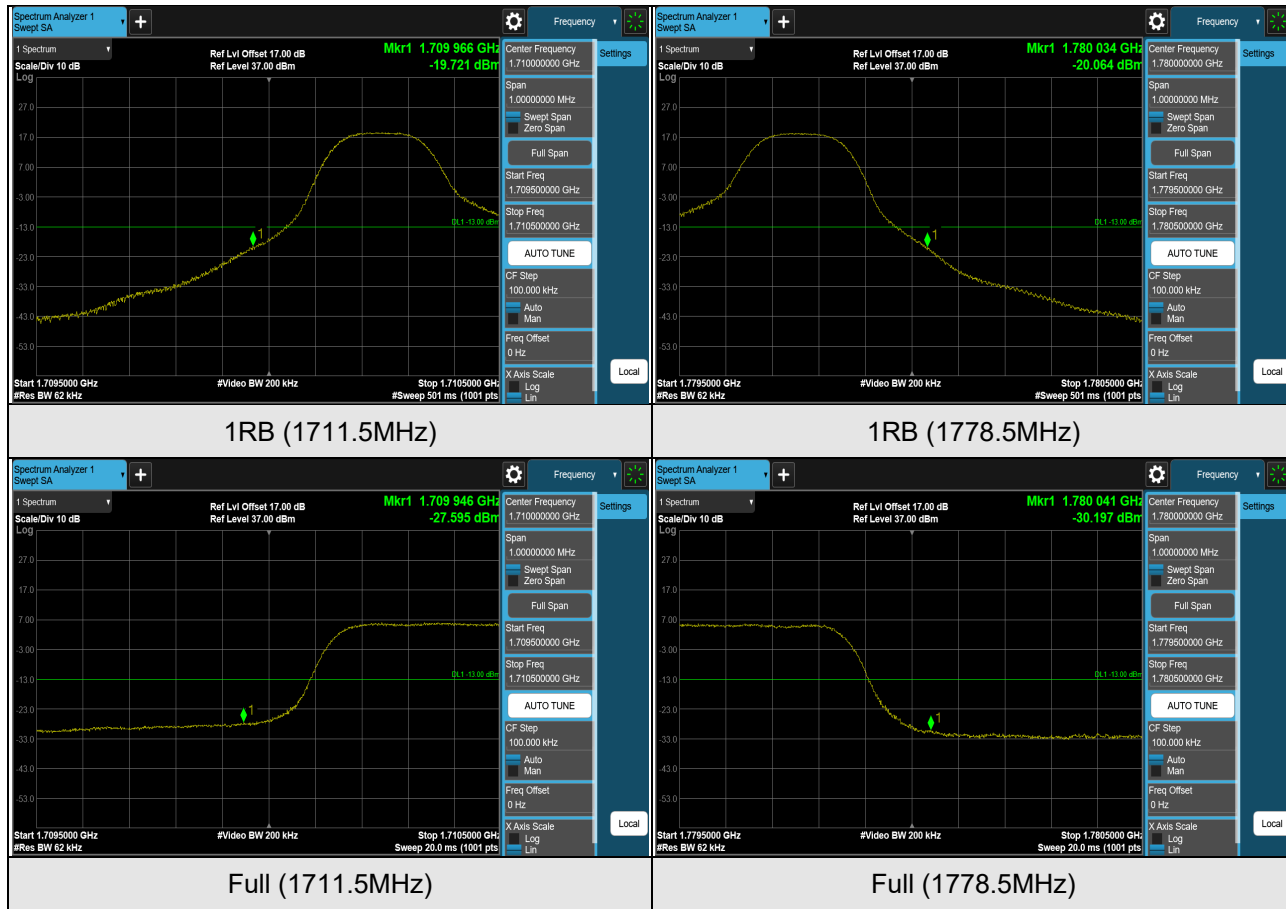 Spectrum Analyzer 1
Swept SA
+
Frequency
1 Spectrum
Scale/Div 10 dB
Log
Ref Lvl Offset 17.00 dB
Ref Level 37.00 dBm
Mkr1 1.709 966 GHz
-19.721 dBm
27.0
17.0
7.00
-3.00
-13.0
-23.0
-33.0
-43.0
-53.0
DL1 -13.00 dBm
1
Start 1.7095000 GHz
#Res BW 62 kHz
#Video BW 200 kHz
Stop 1.7105000 GHz
#Sweep 501 ms (1001 pts
Center Frequency
1.710000000 GHz
Settings
Span
1.00000000 MHz
Swept Span
Zero Span
Full Span
Start Freq
1.709500000 GHz
Stop Freq
1.710500000 GHz
AUTO TUNE
CF Step
100.000 kHz
Auto
Man
Freq Offset
0 Hz
X Axis Scale
Log
Lin
Local
Spectrum Analyzer 1
Swept SA
+
Frequency
1 Spectrum
Scale/Div 10 dB
Log
Ref Lvl Offset 17.00 dB
Ref Level 37.00 dBm
Mkr1 1.780 034 GHz
-20.064 dBm
27.0
17.0
7.00
-3.00
-13.0
-23.0
-33.0
-43.0
-53.0
DL1 -13.00 dBm
1
Start 1.7795000 GHz
#Res BW 62 kHz
#Video BW 200 kHz
Stop 1.7805000 GHz
#Sweep 501 ms (1001 pts
Center Frequency
1.780000000 GHz
Settings
Span
1.00000000 MHz
Swept Span
Zero Span
Full Span
Start Freq
1.779500000 GHz
Stop Freq
1.780500000 GHz
AUTO TUNE
CF Step
100.000 kHz
Auto
Man
Freq Offset
0 Hz
X Axis Scale
Log
Lin
Local
1RB (1711.5MHz)
1RB (1778.5MHz)
Spectrum Analyzer 1
Swept SA
+
Frequency
1 Spectrum
Scale/Div 10 dB
Log
Ref Lvl Offset 17.00 dB
Ref Level 37.00 dBm
Mkr1 1.709 946 GHz
-27.595 dBm
27.0
17.0
7.00
-3.00
-13.0
-23.0
-33.0
-43.0
-53.0
DL1 -13.00 dBm
1
Start 1.7095000 GHz
#Res BW 62 kHz
#Video BW 200 kHz
Stop 1.7105000 GHz
Sweep 20.0 ms (1001 pts
Center Frequency
1.710000000 GHz
Settings
Span
1.00000000 MHz
Swept Span
Zero Span
Full Span
Start Freq
1.709500000 GHz
Stop Freq
1.710500000 GHz
AUTO TUNE
CF Step
100.000 kHz
Auto
Man
Freq Offset
0 Hz
X Axis Scale
Log
Lin
Local
Spectrum Analyzer 1
Swept SA
+
Frequency
1 Spectrum
Scale/Div 10 dB
Log
Ref Lvl Offset 17.00 dB
Ref Level 37.00 dBm
Mkr1 1.780 041 GHz
-30.197 dBm
27.0
17.0
7.00
-3.00
-13.0
-23.0
-33.0
-43.0
-53.0
DL1 -13.00 dBm
1
Start 1.7795000 GHz
#Res BW 62 kHz
#Video BW 200 kHz
Stop 1.7805000 GHz
Sweep 20.0 ms (1001 pts
Center Frequency
1.780000000 GHz
Settings
Span
1.00000000 MHz
Swept Span
Zero Span
Full Span
Start Freq
1.779500000 GHz
Stop Freq
1.780500000 GHz
AUTO TUNE
CF Step
100.000 kHz
Auto
Man
Freq Offset
0 Hz
X Axis Scale
Log
Lin
Local
Full (1711.5MHz)
Full (1778.5MHz)